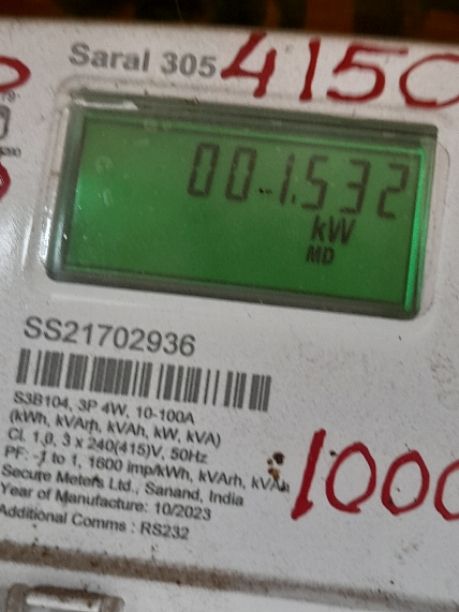 Saral 305
4150
001.532
kW
MD
SS21702936
S3B104, 3P 4W, 10-100A
(kWh, kVArh, kVAh, kW, kVA)
Cl. 1.0, 3 x 240(415)V, 50Hz
PF: -1 to 1, 1600 imp/kWh, kVArh, kVAh
Secure Meters Ltd., Sanand, India
Year of Manufacture: 10/2023
Additional Comms : RS232
1000